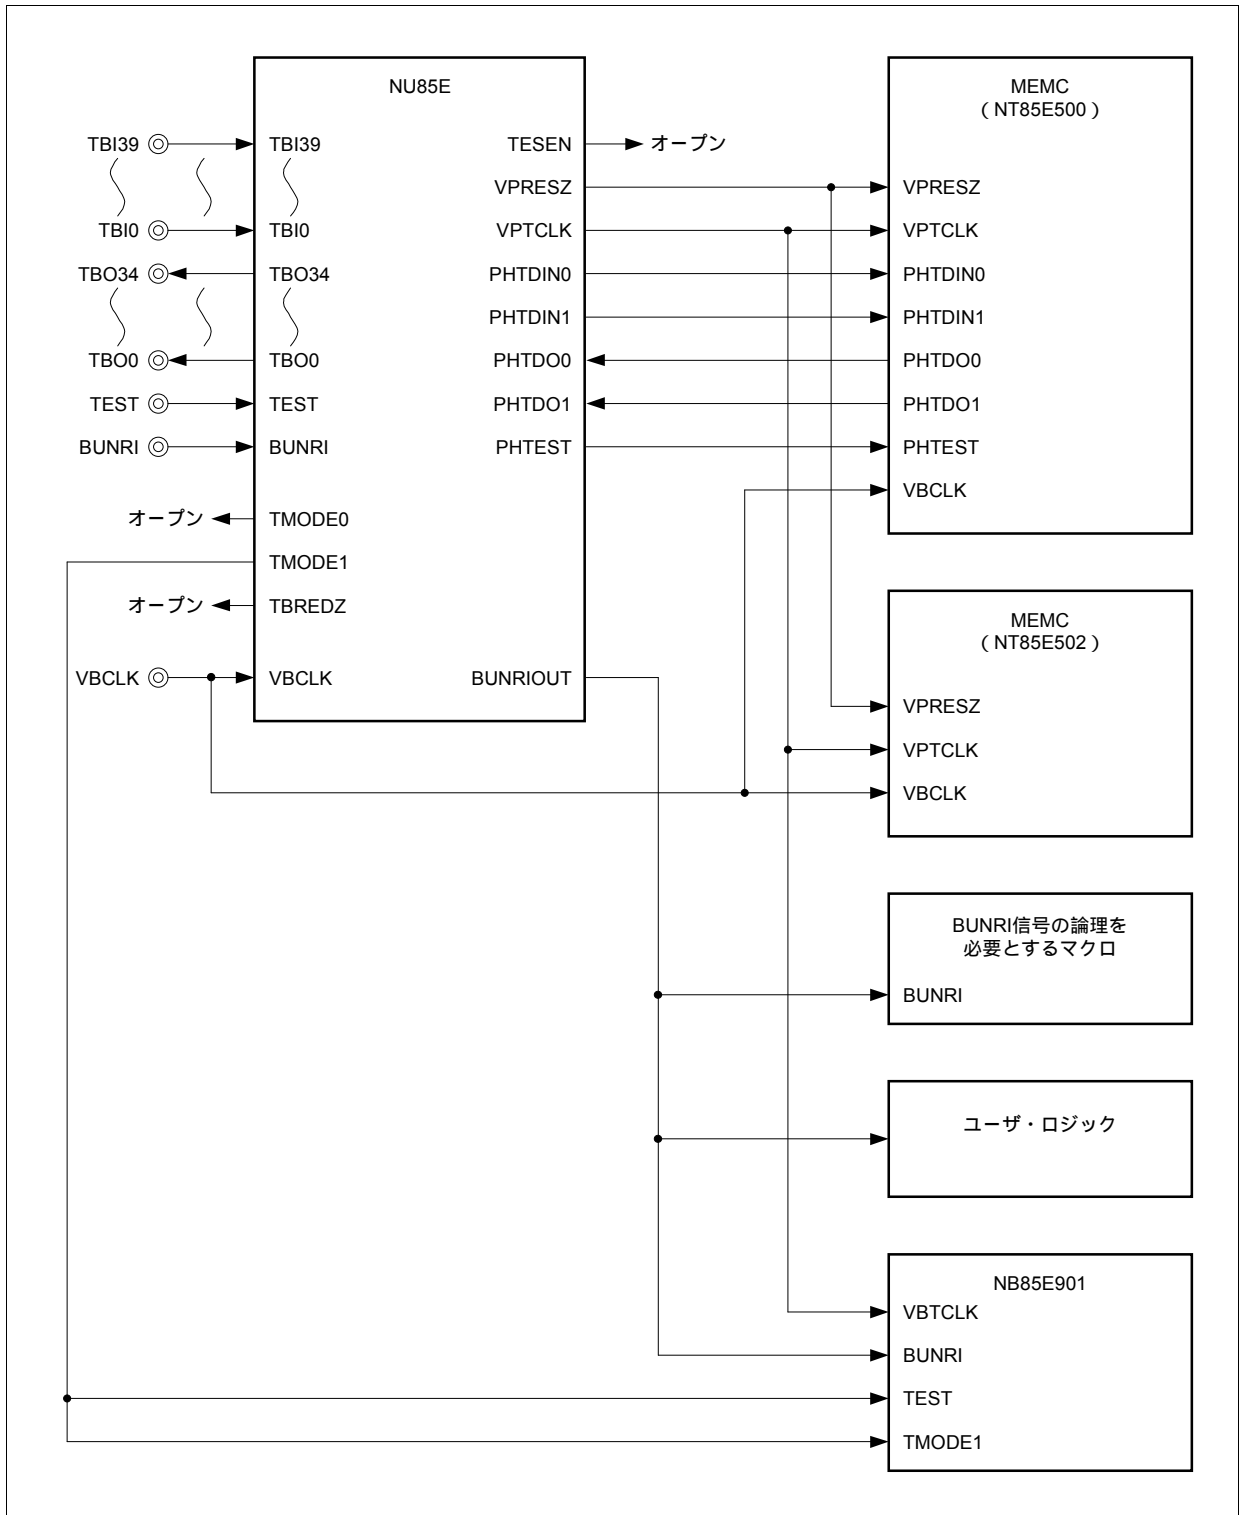 NU85E
MEMC
(NT85E500)
TBI39
TBI39
TESEN
オープン
VPRESZ
VPRESZ
TBI0
TBI0
VPTCLK
VPTCLK
TBO34
TBO34
PHTDIN0
PHTDIN0
PHTDIN1
PHTDIN1
TBO0
TBO0
PHTDO0
PHTDO0
TEST
TEST
PHTDO1
PHTDO1
BUNRI
BUNRI
PHTEST
PHTEST
VBCLK
オープン
TMODE0
TMODE1
オープン
TBREDZ
MEMC
(NT85E502)
VBCLK
VBCLK
BUNRIOUT
VPRESZ
VPTCLK
VBCLK
BUNRI信号の論理を
必要とするマクロ
BUNRI
ユーザ・ロジック
NB85E901
VBTCLK
BUNRI
TEST
TMODE1